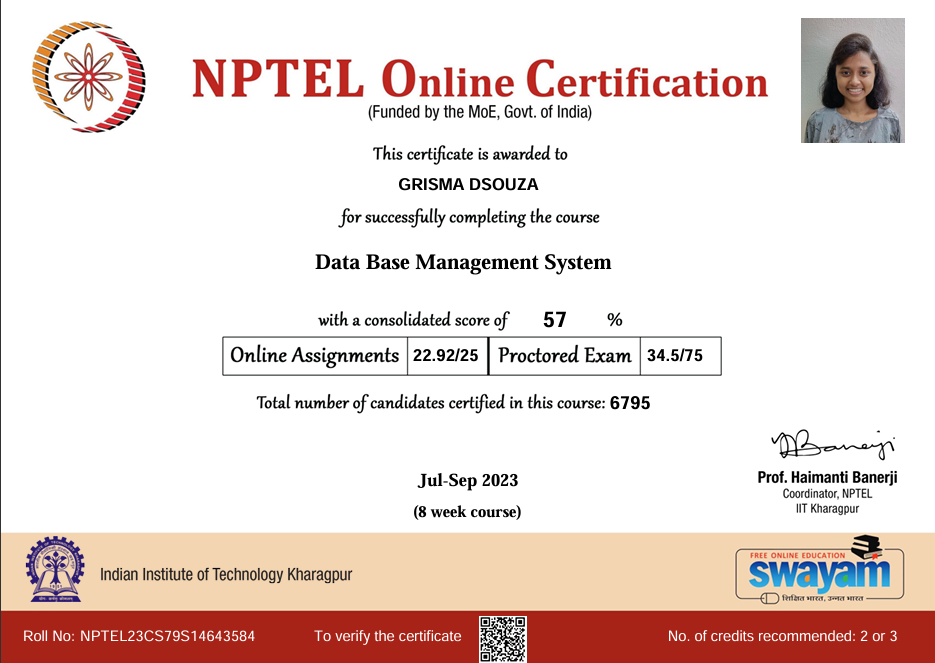 NPTEL Online Certification
(Funded by the MoE, Govt. of India)
This certificate is awarded to
GRISMA DSOUZA
for successfully completing the course
Data Base Management System
with a consolidated score of 57 %
Online Assignments 22.92/25 Proctored Exam 34.5/75
Total number of candidates certified in this course: 6795
Jul-Sep 2023
(8 week course)
Prof. Haimanti Banerji
Coordinator, NPTEL
IIT Kharagpur
Indian Institute of Technology Kharagpur
FREE ONLINE EDUCATION
swayam
शिक्षित भारत, उन्नत भारत
Roll No: NPTEL23CS79S14643584 To verify the certificate No. of credits recommended: 2 or 3